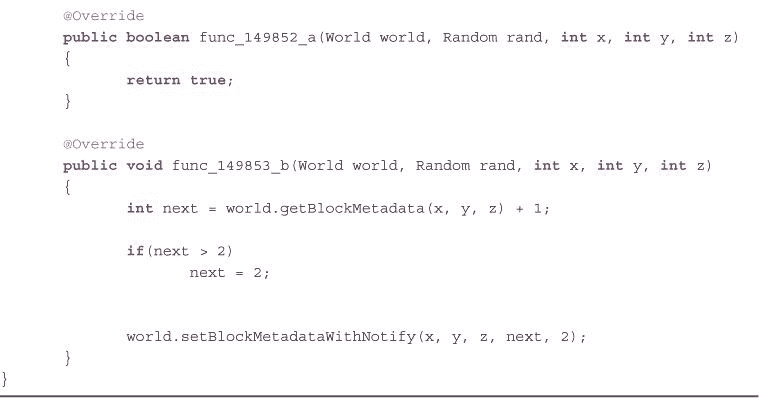 @Override
public boolean func_149852_a(World world, Random rand, int x, int y, int z)
{
return true;
}
@Override
public void func_149853_b(World world, Random rand, int x, int y, int z)
{
int next = world.getBlockMetadata(x, y, z) + 1;
if(next > 2)
next = 2;
world.setBlockMetadataWithNotify(x, y, z, next, 2);
}
}